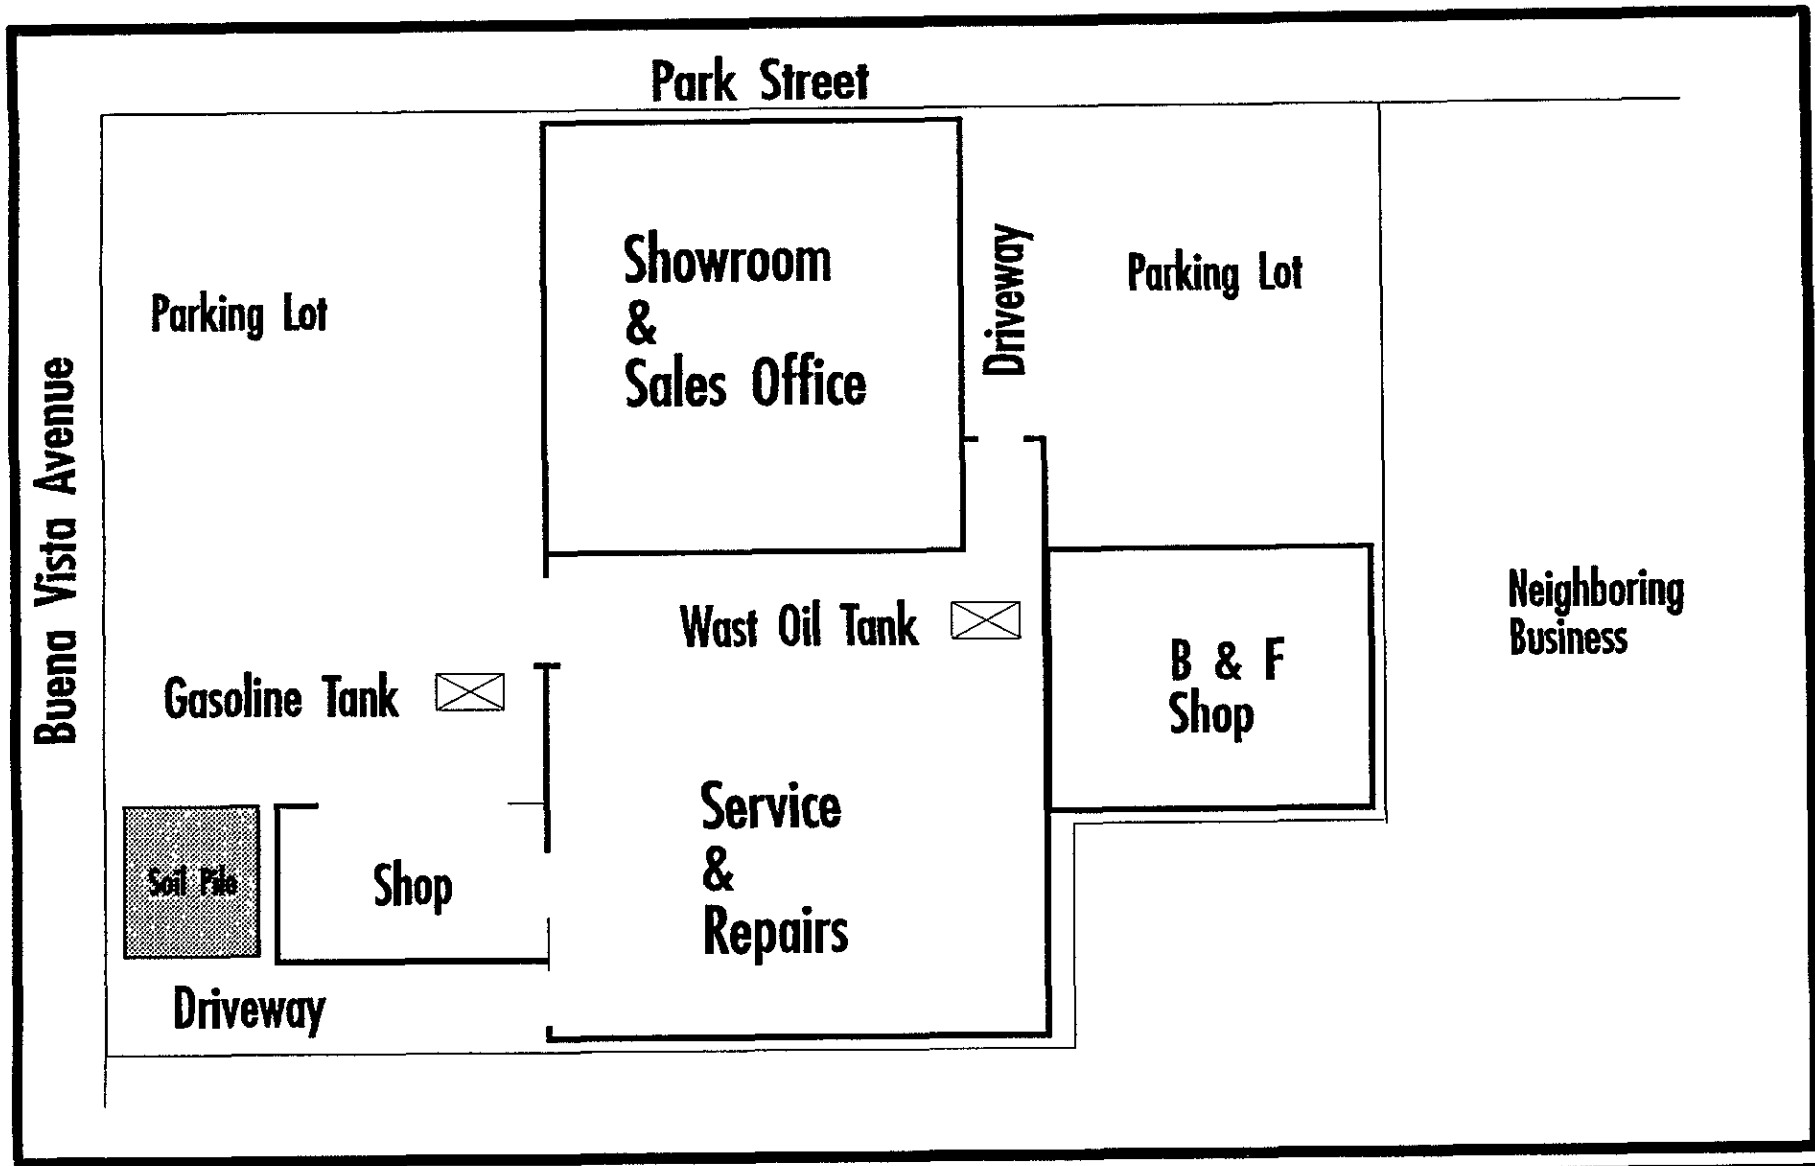 Park Street
Showroom
&
Sales Office
Driveway
Parking Lot
Parking Lot
Buena Vista Avenue
Neighboring
Business
Wast Oil Tank
B & F
Shop
Gasoline Tank
Service
&
Repairs
Soil Pile
Shop
Driveway